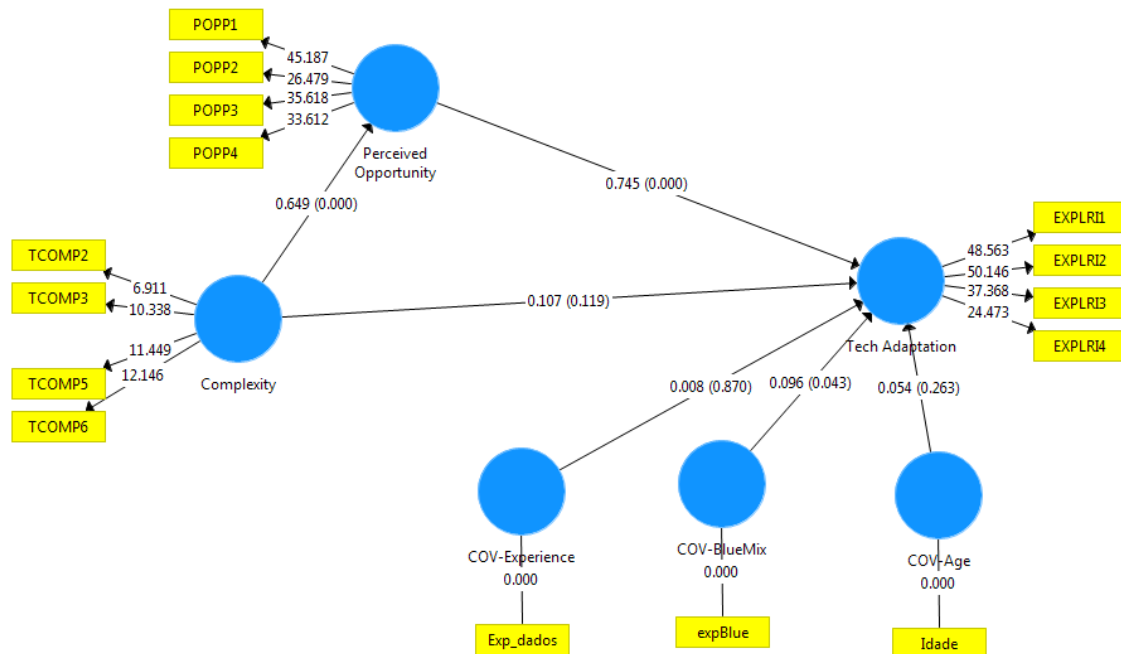 POPP1
45.187
POPP2
26.479
POPP3
35.618
33.612
POPP4
Perceived
Opportunity
0.745 (0.000)
0.649 (0.000)
EXPLRI1
48.563
EXPLRI2
50.146
EXPLRI3
37.368
24.473
EXPLRI4
Tech Adaptation
TCOMP2
6.911
TCOMP3
10.338
0.107 (0.119)
11.449
TCOMP5
12.146
TCOMP6
Complexity
0.008 (0.870)
0.096 (0.043)
0.054 (0.263)
COV-Experience
COV-BlueMix
COV-Age
0.000
0.000
0.000
Exp_dados
expBlue
Idade